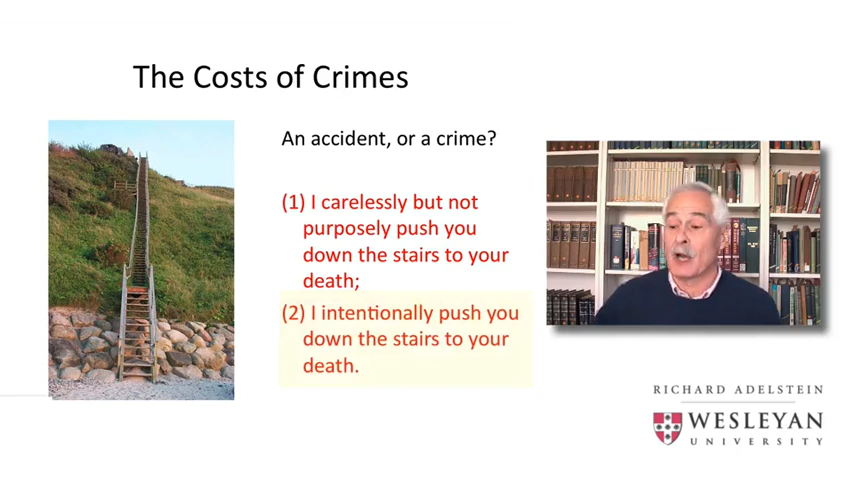 The Costs of Crimes
An accident, or a crime?
(1) I carelessly but not
purposely push you
down the stairs to your
death;
(2) I intentionally push you
down the stairs to your
death.
RICHARD ADELSTEIN
WESLEYAN
UNIVERSITY